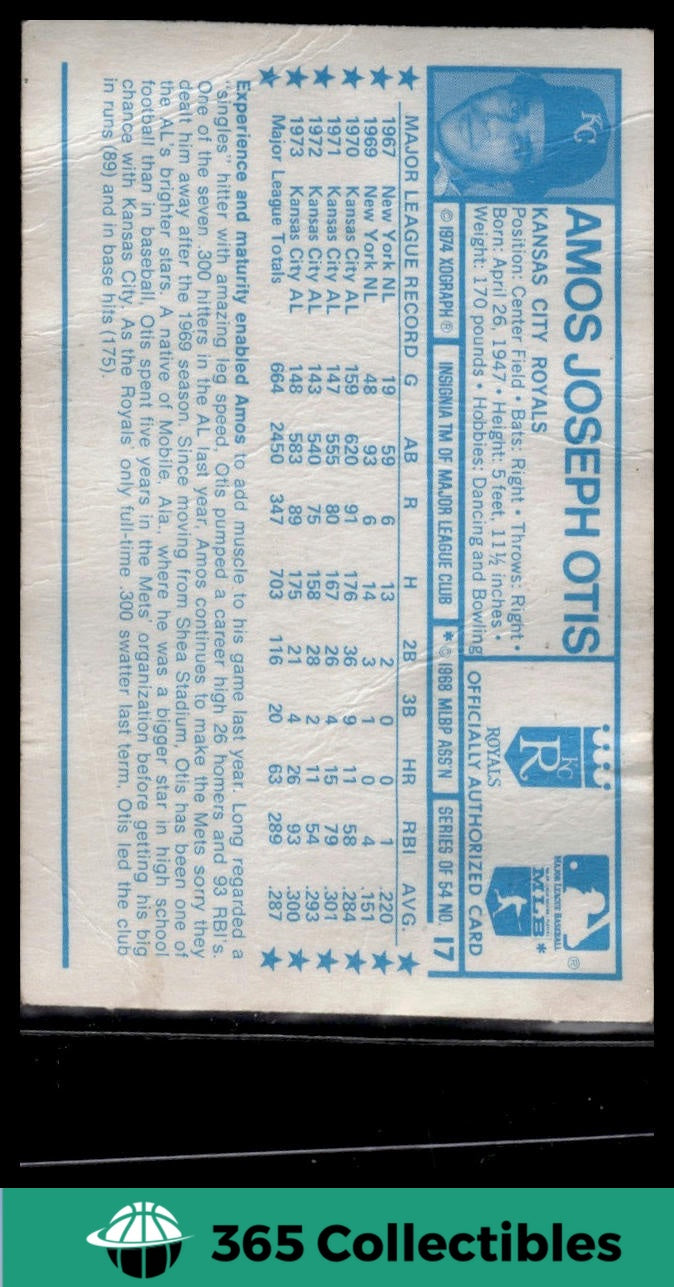 KC
AMOS JOSEPH OTIS
KANSAS CITY ROYALS
Position: Center Field • Bats: Right • Throws: Right •
Born: April 26, 1947 • Height: 5 feet, 11½ inches •
Weight: 170 pounds • Hobbies: Dancing and Bowling
KC
R
ROYALS
MAJOR LEAGUE BASEBALL
®
MLB*
OFFICIALLY AUTHORIZED CARD
© 1974 XOGRAPH ® INSIGNIA TM OF MAJOR LEAGUE CLUB * © 1968 MLBP ASS'N SERIES OF 54 NO. 17
★ MAJOR LEAGUE RECORD G AB R H 2B 3B HR RBI AVG. ★
★ 1967 New York NL 19 59 6 13 2 0 0 1 .220 ★
1969 New York NL 48 93 6 14 3 1 0 4 .151
★ 1970 Kansas City AL 159 620 91 176 36 9 11 58 .284 ★
★ 1971 Kansas City AL 147 555 80 167 26 4 15 79 .301 ★
1972 Kansas City AL 143 540 75 158 28 2 11 54 .293
★ 1973 Kansas City AL 148 583 89 175 21 4 26 93 .300 ★
★ Major League Totals 664 2450 347 703 116 20 63 289 .287 ★
Experience and maturity enabled Amos to add muscle to his game last year. Long regarded a
"singles" hitter with amazing leg speed, Otis pumped a career high 26 homers and 93 RBI's.
One of the seven .300 hitters in the AL last year, Amos continues to make the Mets sorry they
dealt him away after the 1969 season. Since moving from Shea Stadium, Otis has been one of
the AL's brighter stars. A native of Mobile, Ala., where he was a bigger star in high school
football than in baseball, Otis spent five years in the Mets' organization before getting his big
chance with Kansas City. As the Royals' only full-time .300 swatter last term, Otis led the club
in runs (89) and in base hits (175).
365 Collectibles